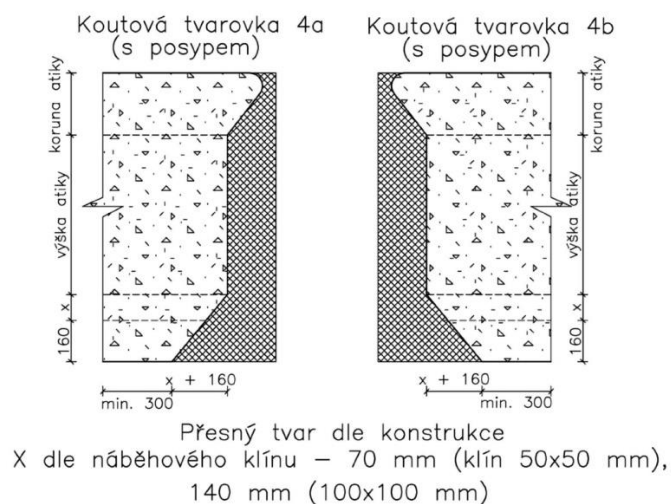 Koutová tvarovka 4a
(s posypem)
Koutová tvarovka 4b
(s posypem)
koruna atiky
výška atiky
x
160
x + 160
min. 300
koruna atiky
výška atiky
x
160
x + 160
min. 300
Přesný tvar dle konstrukce
X dle náběhového klínu – 70 mm (klín 50x50 mm),
140 mm (100x100 mm)